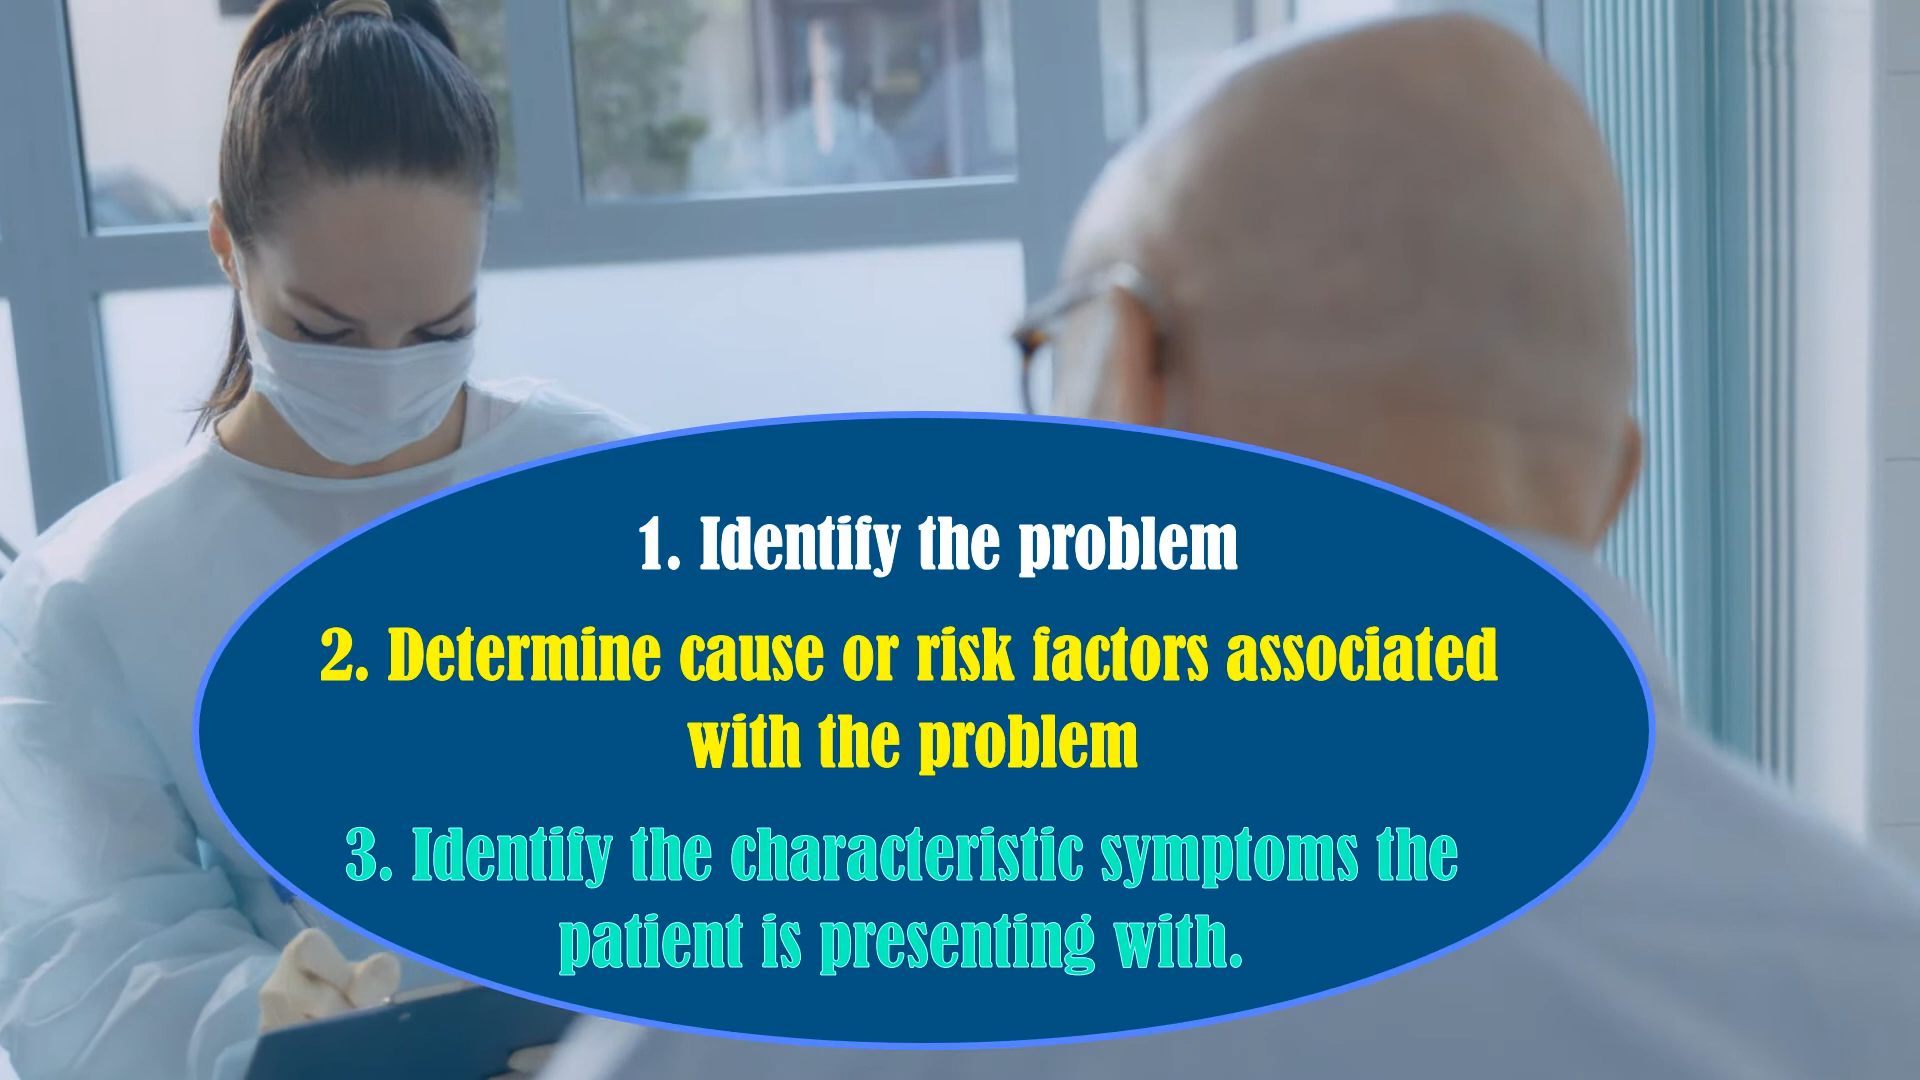 1. Identify the problem
2. Determine cause or risk factors associated
with the problem
3. Identify the characteristic symptoms the
patient is presenting with.